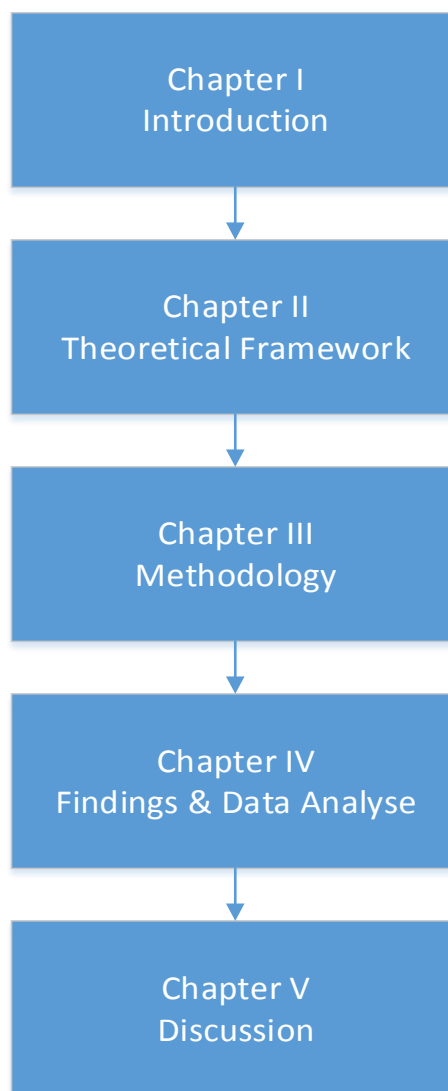 Chapter I
Introduction
Chapter II
Theoretical Framework
Chapter III
Methodology
Chapter IV
Findings & Data Analyse
Chapter V
Discussion